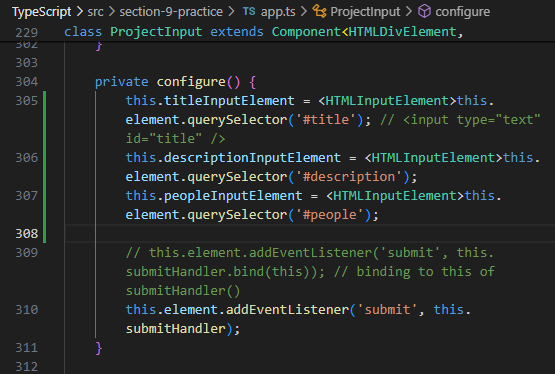 TypeScript > src > section-9-practice > TS app.ts > ProjectInput > configure
229 class ProjectInput extends Component<HTMLDivElement,
302 }
303
304 private configure() {
305 this.titleInputElement = <HTMLInputElement>this.
element.querySelector('#title'); // <input type="text"
id="title" />
306 this.descriptionInputElement = <HTMLInputElement>this.
element.querySelector('#description');
307 this.peopleInputElement = <HTMLInputElement>this.
element.querySelector('#people');
308
309 // this.element.addEventListener('submit', this.
submitHandler.bind(this)); // binding to this of
submitHandler()
310 this.element.addEventListener('submit', this.
submitHandler);
311 }
312